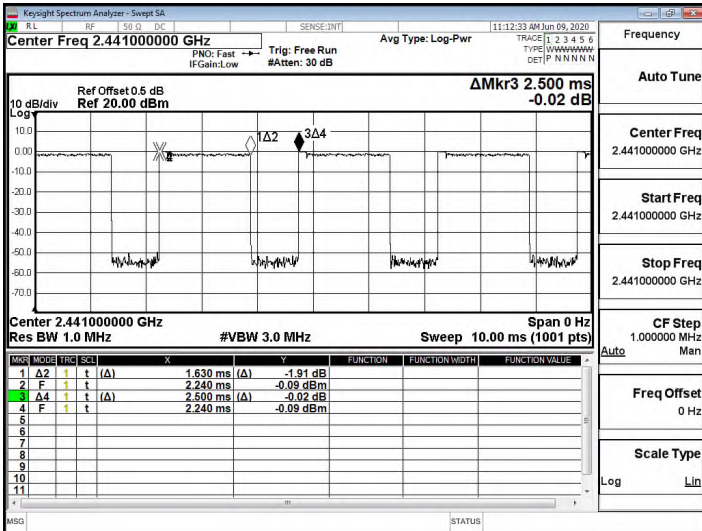 Keysight Spectrum Analyzer - Swept SA
RL RF 50 Ω DC SENSE:INT 11:12:33 AM Jun 09, 2020
Center Freq 2.441000000 GHz
PNO: Fast
IFGain:Low
Trig: Free Run
#Atten: 30 dB
Avg Type: Log-Pwr
TRACE 1 2 3 4 5 6
TYPE WWWWWW
DET P NNNNN
Ref Offset 0.5 dB
Ref 20.00 dBm
10 dB/div
Log
ΔMkr3 2.500 ms
-0.02 dB
10.0
0.00
-10.0
-20.0
-30.0
-40.0
-50.0
-60.0
-70.0
1Δ2
3Δ4
Center 2.441000000 GHz
Span 0 Hz
Res BW 1.0 MHz
#VBW 3.0 MHz
Sweep 10.00 ms (1001 pts)
MKR MODE TRC SCL X Y FUNCTION FUNCTION WIDTH FUNCTION VALUE
1 Δ2 1 t (Δ) 1.630 ms (Δ) -1.91 dB
2 F 1 t 2.240 ms -0.09 dBm
3 Δ4 1 t (Δ) 2.500 ms (Δ) -0.02 dB
4 F 1 t 2.240 ms -0.09 dBm
5
6
7
8
9
10
11
MSG
STATUS
Frequency
Auto Tune
Center Freq
2.441000000 GHz
Start Freq
2.441000000 GHz
Stop Freq
2.441000000 GHz
CF Step
1.000000 MHz
Auto Man
Freq Offset
0 Hz
Scale Type
Log Lin